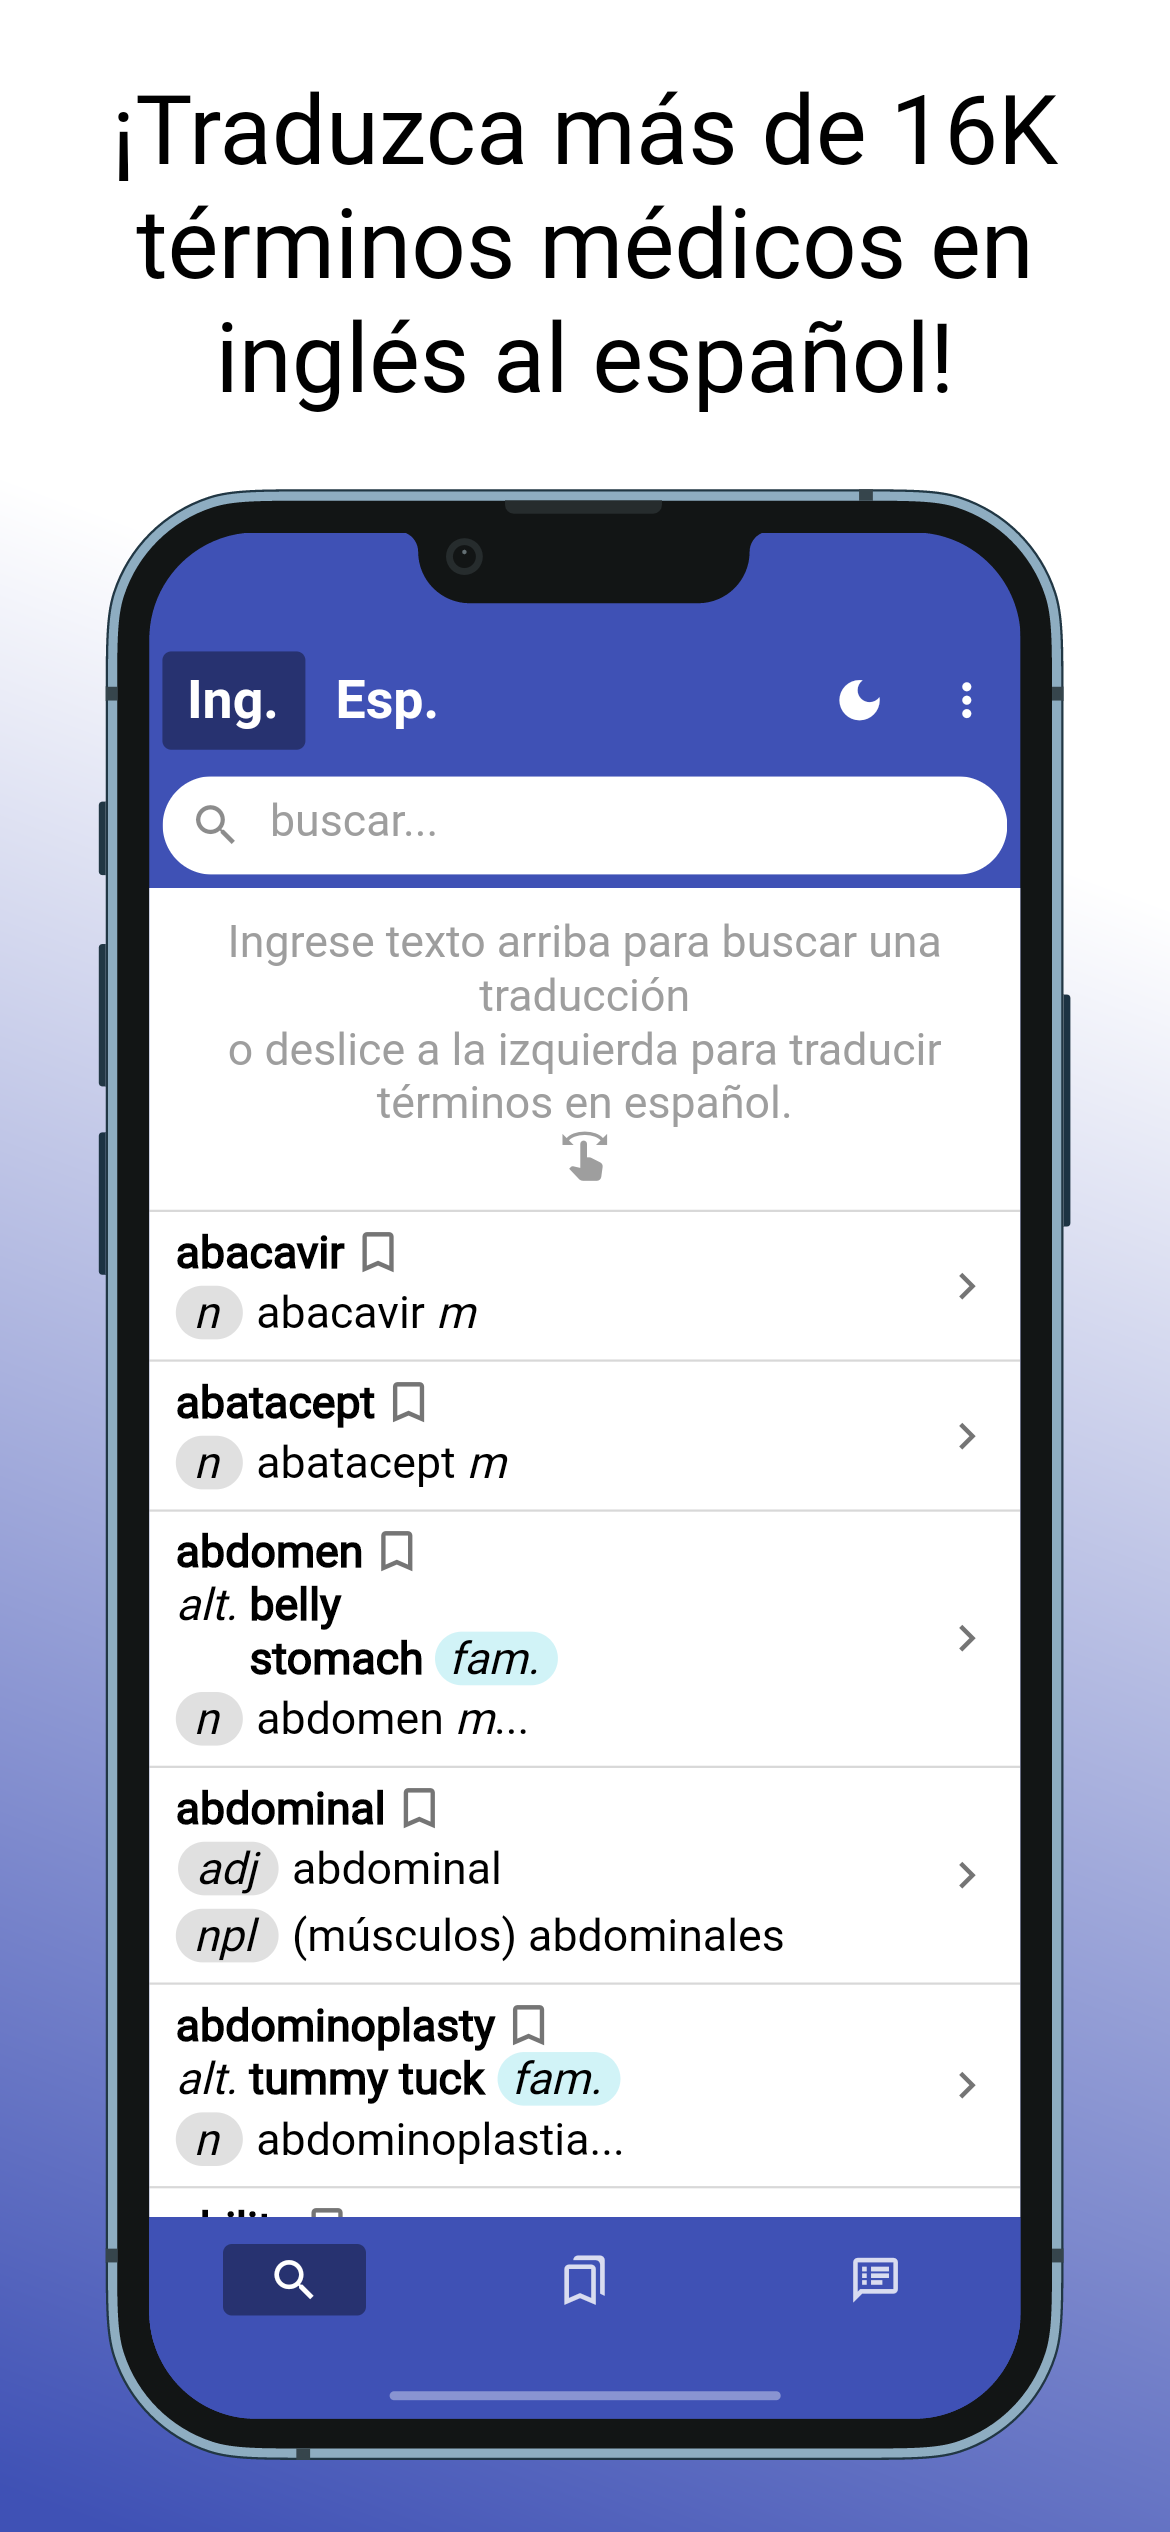 ¡Traduzca más de 16K
términos médicos en
inglés al español!
Ing. Esp.
buscar...
Ingrese texto arriba para buscar una
traducción
o deslice a la izquierda para traducir
términos en español.
abacavir
n abacavir m
abatacept
n abatacept m
abdomen
alt. belly
stomach fam.
n abdomen m...
abdominal
adj abdominal
npl (músculos) abdominales
abdominoplasty
alt. tummy tuck fam.
n abdominoplastia...